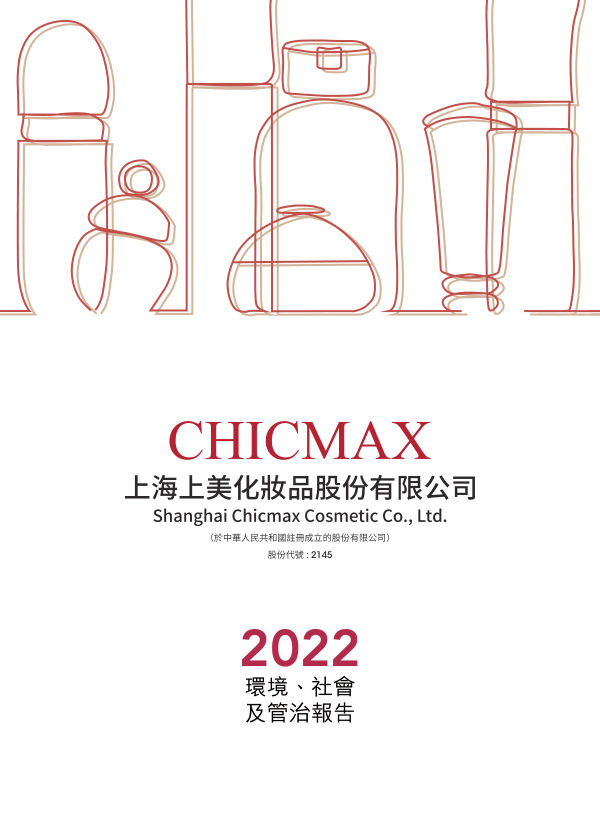 CHICMAX
上海上美化妝品股份有限公司
Shanghai Chicmax Cosmetic Co., Ltd.
（於中華人民共和國註冊成立的股份有限公司）
股份代號 : 2145
2022
環境、社會
及管治報告